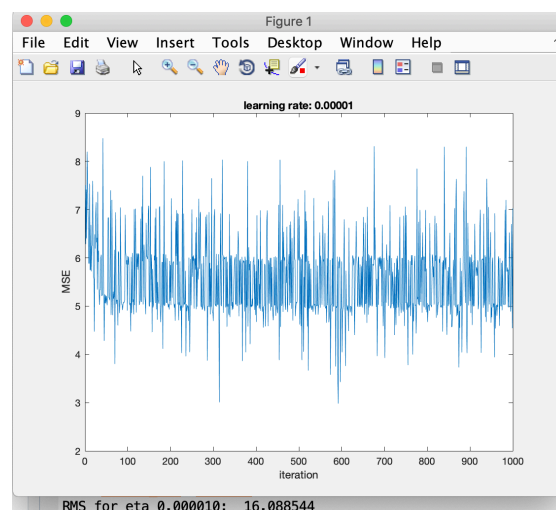 Figure 1
File Edit View Insert Tools Desktop Window Help
learning rate: 0.00001
9
8
7
6
5
4
3
2
MSE
0 100 200 300 400 500 600 700 800 900 1000
iteration
RMS for eta 0.000010: 16.088544